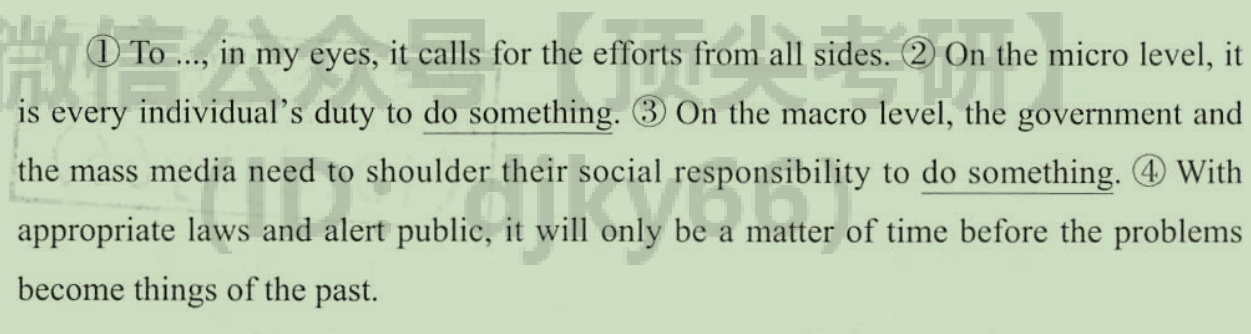 微信公众号【顶尖考研】
① To ..., in my eyes, it calls for the efforts from all sides. ② On the micro level, it
is every individual's duty to do something. ③ On the macro level, the government and
the mass media need to shoulder their social responsibility to do something. ④ With
(ID: djky66)
appropriate laws and alert public, it will only be a matter of time before the problems
become things of the past.